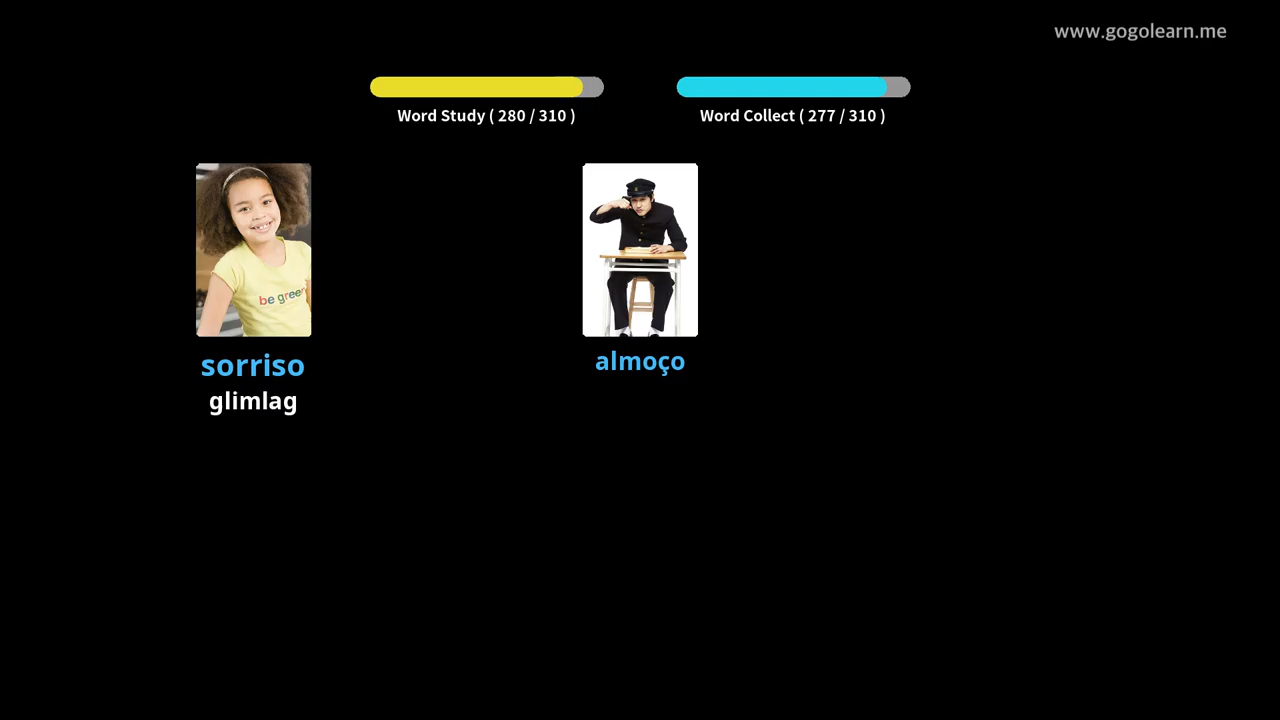 www.gogolearn.me
Word Study ( 280 / 310 )
Word Collect ( 277 / 310 )
be green
sorriso
glimlag
almoço